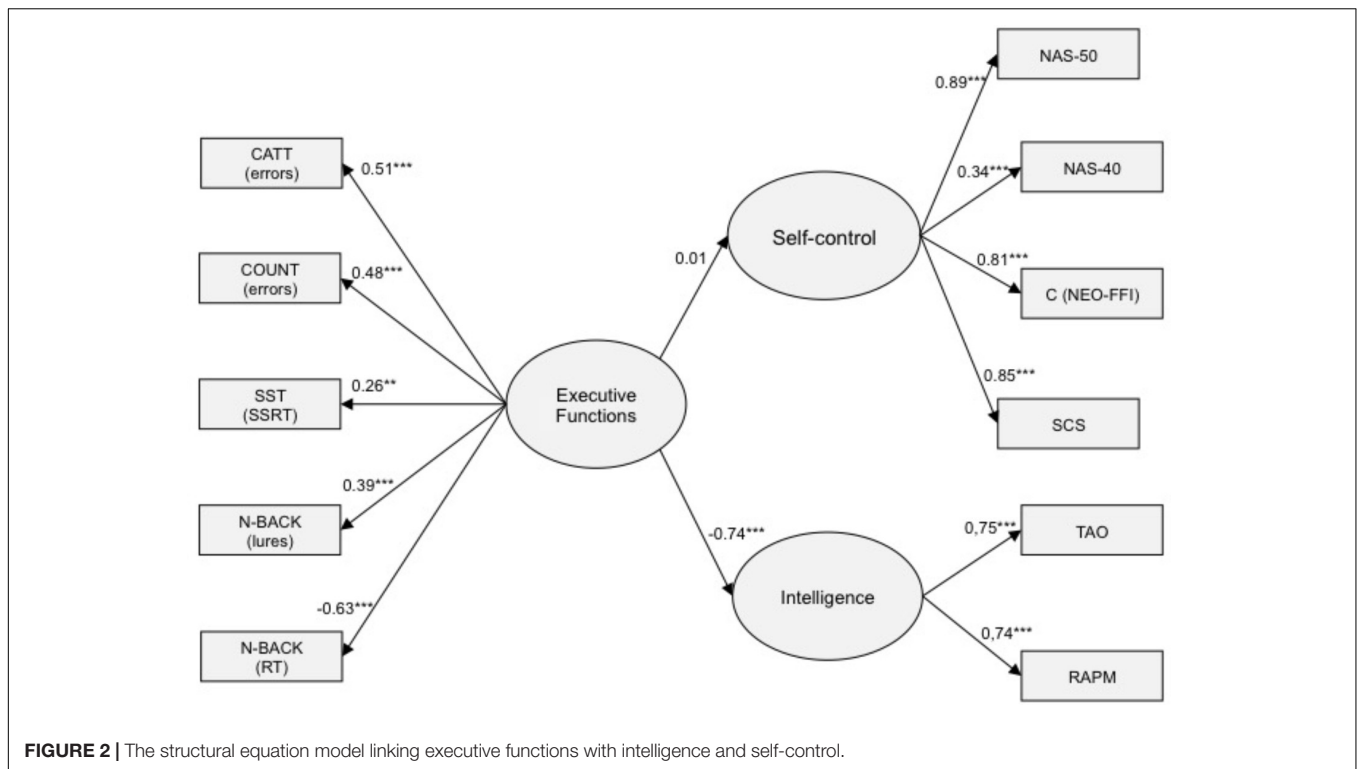 NAS-50
0.89***
CATT
(errors)
0.51***
NAS-40
0.34***
Self-control
COUNT
(errors)
0.48***
0.01
0.81***
C (NEO-FFI)
SST
(SSRT)
0.26**
Executive
Functions
0.85***
SCS
0.39***
N-BACK
(lures)
-0.74***
0,75***
TAO
Intelligence
-0.63***
N-BACK
(RT)
0,74***
RAPM
FIGURE 2 | The structural equation model linking executive functions with intelligence and self-control.